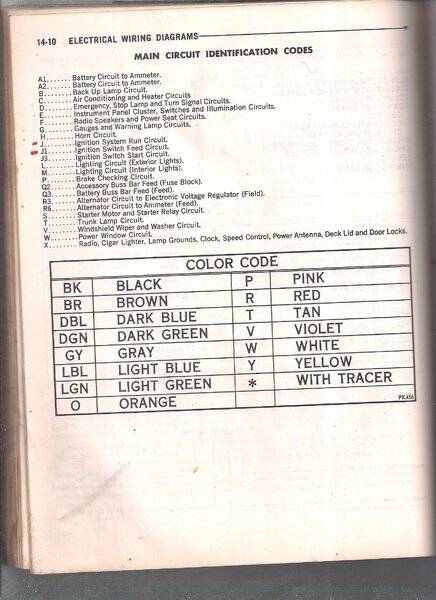 14-10 ELECTRICAL WIRING DIAGRAMS
MAIN CIRCUIT IDENTIFICATION CODES
A1....... Battery Circuit to Ammeter.
A2....... Battery Circuit to Ammeter.
B....... Back Up Lamp Circuit.
C....... Air Conditioning and Heater Circuits
D....... Emergency, Stop Lamp and Turn Signal Circuits.
E....... Instrument Panel Cluster, Switches and Illumination Circuits.
F....... Radio Speakers and Power Seat Circuits.
G....... Gauges and Warning Lamp Circuits.
H....... Horn Circuit.
J....... Ignition System Run Circuit.
J1....... Ignition Switch Feed Circuit.
J3....... Ignition Switch Start Circuit.
L....... Lighting Circuit (Exterior Lights).
M....... Lighting Circuit (Interior Lights).
P....... Brake Checking Circuit.
Q2....... Accessory Buss Bar Feed (Fuse Block).
Q3....... Battery Buss Bar Feed (Feed).
R3....... Alternator Circuit to Electronic Voltage Regulator (Field).
R6....... Alternator Circuit to Ammeter (Feed).
S....... Starter Motor and Starter Relay Circuit.
T....... Trunk Lamp Circuit.
V....... Windshield Wiper and Washer Circuit.
W....... Power Window Circuit.
X....... Radio, Cigar Lighter, Lamp Grounds, Clock, Speed Control, Power Antenna, Deck Lid and Door Locks.
COLOR CODE
BK BLACK P PINK
BR BROWN R RED
DBL DARK BLUE T TAN
DGN DARK GREEN V VIOLET
GY GRAY W WHITE
LBL LIGHT BLUE Y YELLOW
LGN LIGHT GREEN * WITH TRACER
O ORANGE
PK456